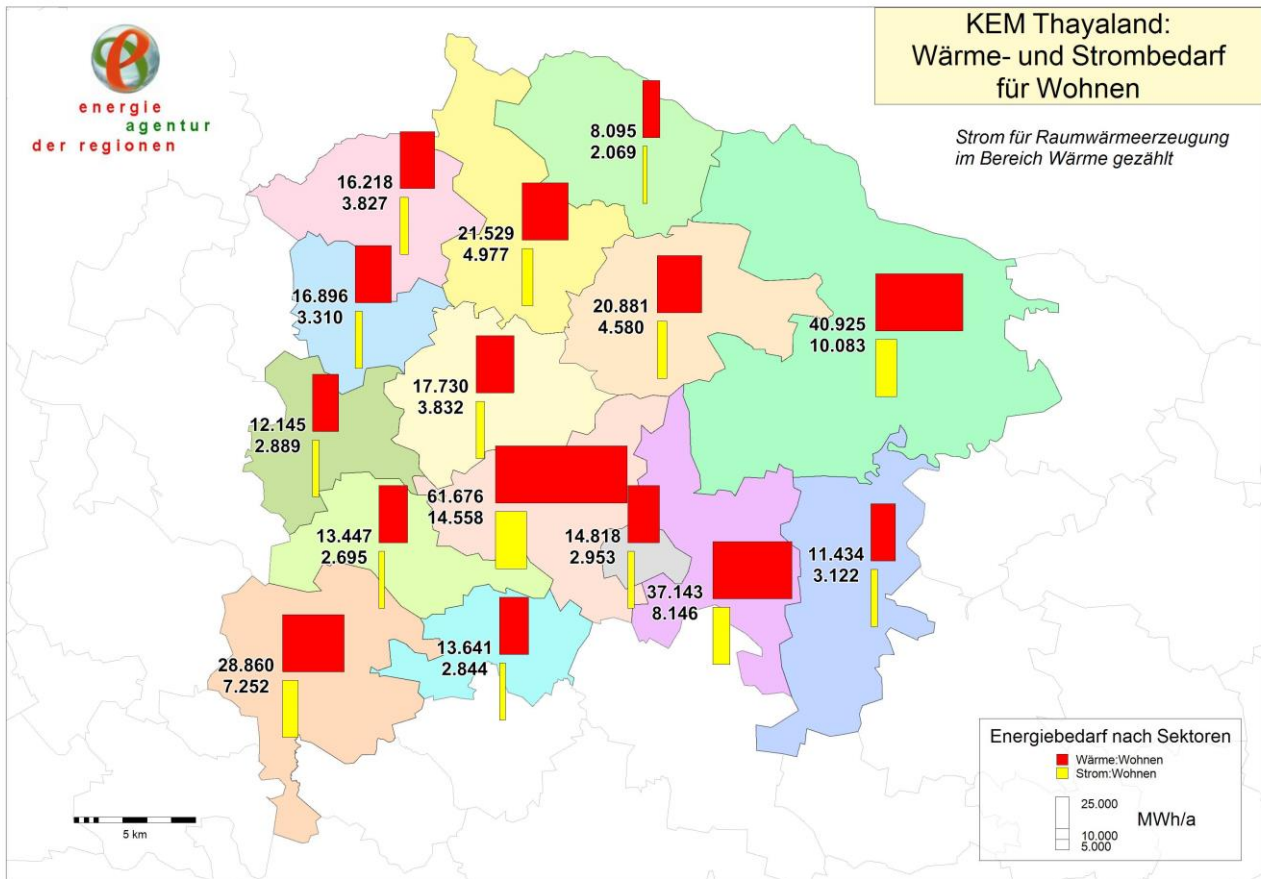 energie
agentur
der regionen
KEM Thayaland:
Wärme- und Strombedarf
für Wohnen
Strom für Raumwärmeerzeugung
im Bereich Wärme gezählt
8.095
2.069
16.218
3.827
21.529
4.977
16.896
3.310
20.881
4.580
40.925
10.083
17.730
3.832
12.145
2.889
61.676
14.558
13.447
2.695
14.818
2.953
11.434
3.122
37.143
8.146
28.860
7.252
13.641
2.844
Energiebedarf nach Sektoren
Wärme:Wohnen
Strom:Wohnen
25.000
10.000
5.000
MWh/a
5 km